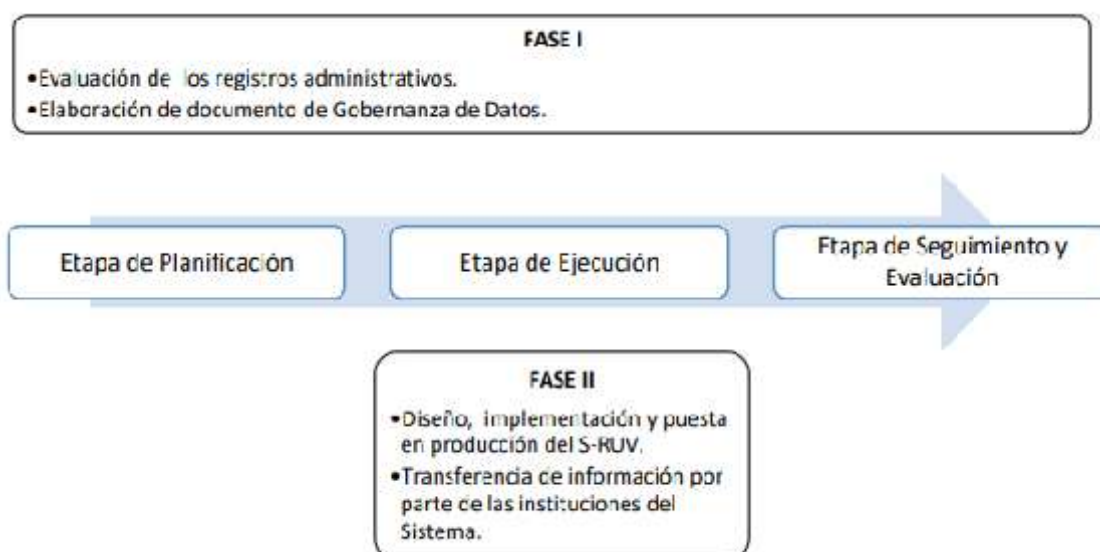 FASE I
•Evaluación de los registros administrativos.
•Elaboración de documento de Gobernanza de Datos.
Etapa de Planificación
Etapa de Ejecución
Etapa de Seguimiento y
Evaluación
FASE II
•Diseño, implementación y puesta
en producción del S-RUV.
•Transferencia de información por
parte de las instituciones del
Sistema.